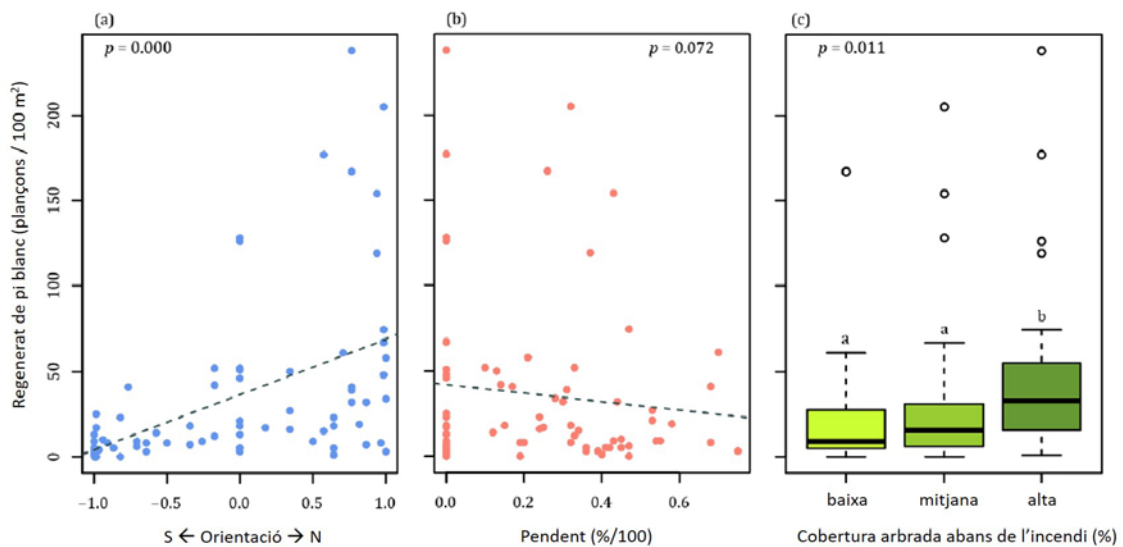 (a) (b) (c)
p = 0.000 p = 0.072 p = 0.011
Regenerat de pi blanc (plançons / 100 m²)
200
150
100
50
0
a a b
−1.0 −0.5 0.0 0.5 1.0 0.0 0.2 0.4 0.6 baixa mitjana alta
S ← Orientació → N Pendent (%/100) Cobertura arbrada abans de l’incendi (%)